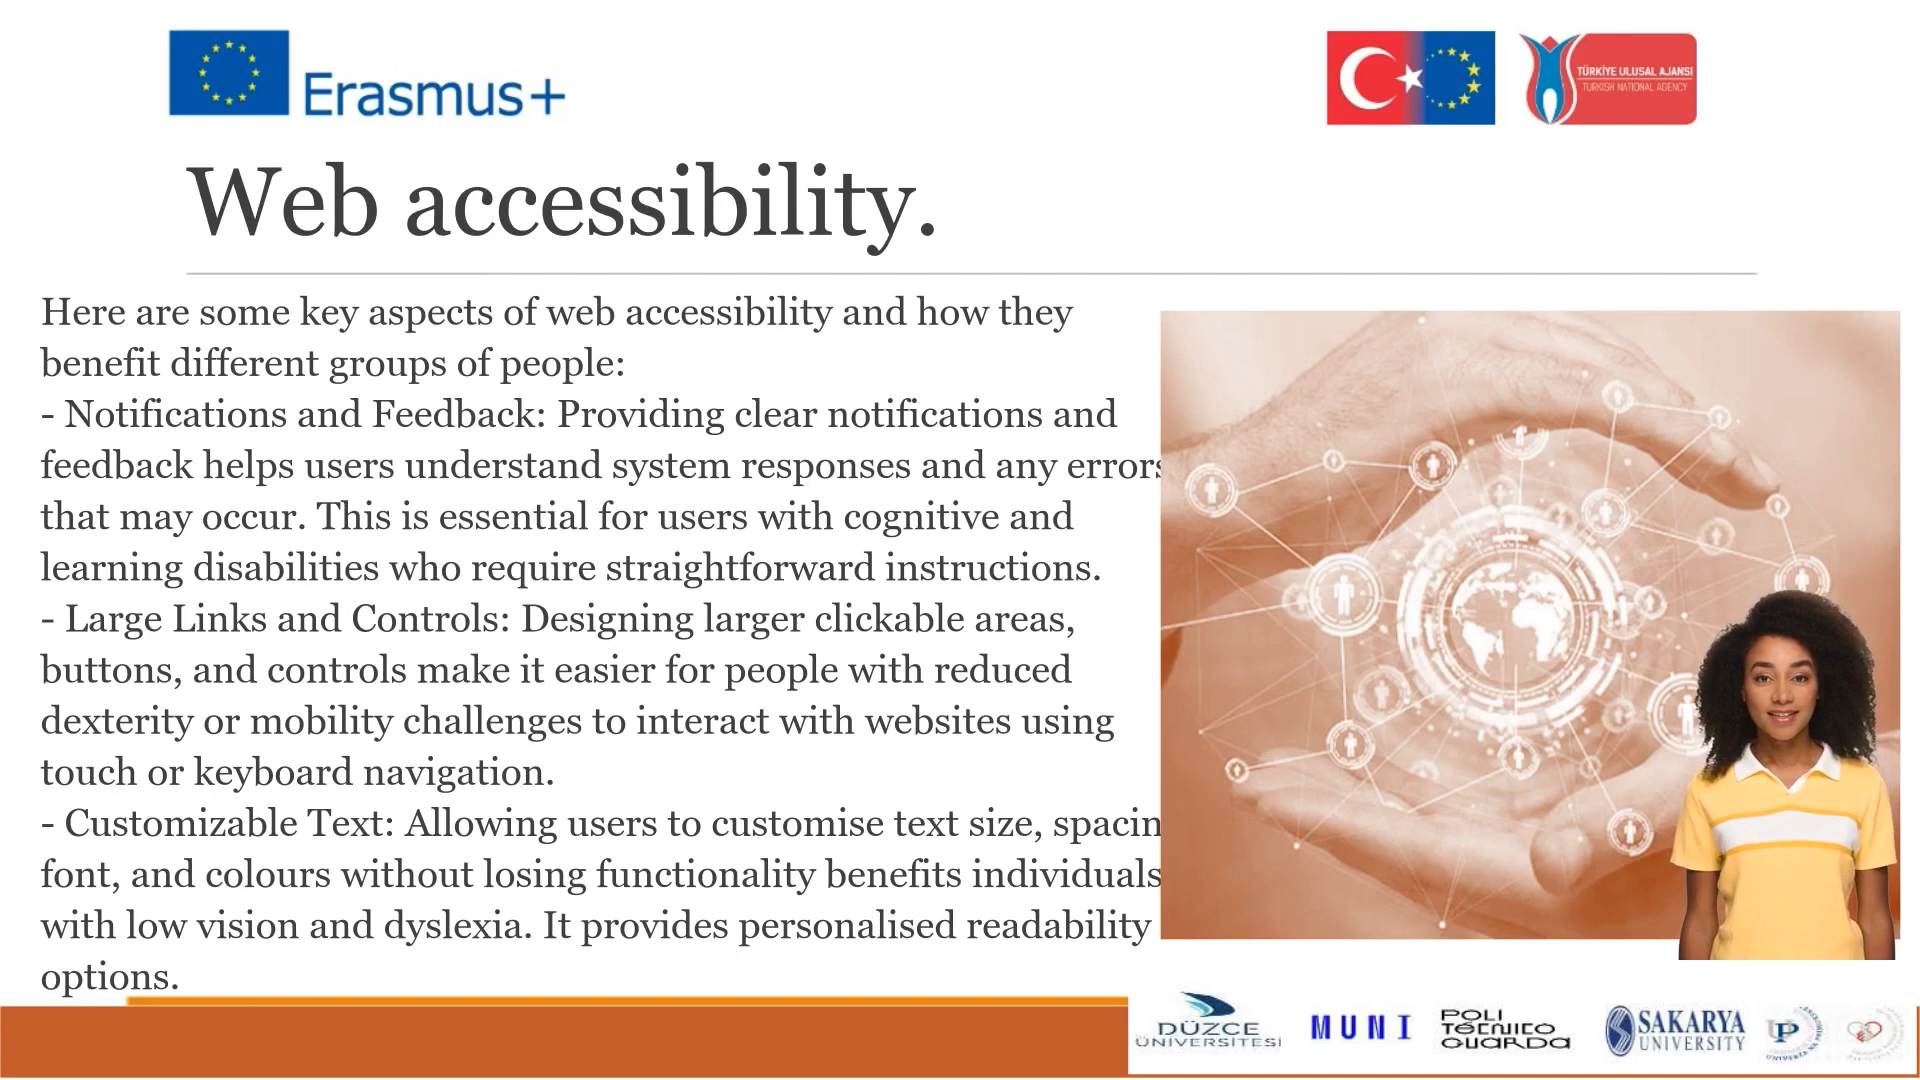 Erasmus+
TÜRKİYE ULUSAL AJANSI
TURKISH NATIONAL AGENCY
Web accessibility.
Here are some key aspects of web accessibility and how they
benefit different groups of people:
- Notifications and Feedback: Providing clear notifications and
feedback helps users understand system responses and any errors
that may occur. This is essential for users with cognitive and
learning disabilities who require straightforward instructions.
- Large Links and Controls: Designing larger clickable areas,
buttons, and controls make it easier for people with reduced
dexterity or mobility challenges to interact with websites using
touch or keyboard navigation.
- Customizable Text: Allowing users to customise text size, spacin
font, and colours without losing functionality benefits individuals
with low vision and dyslexia. It provides personalised readability
options.
DÜZCE
ÜNİVERSİTESİ
MUNI
POLI
TÉCNICO
GUARDA
SAKARYA
UNIVERSITY
UP